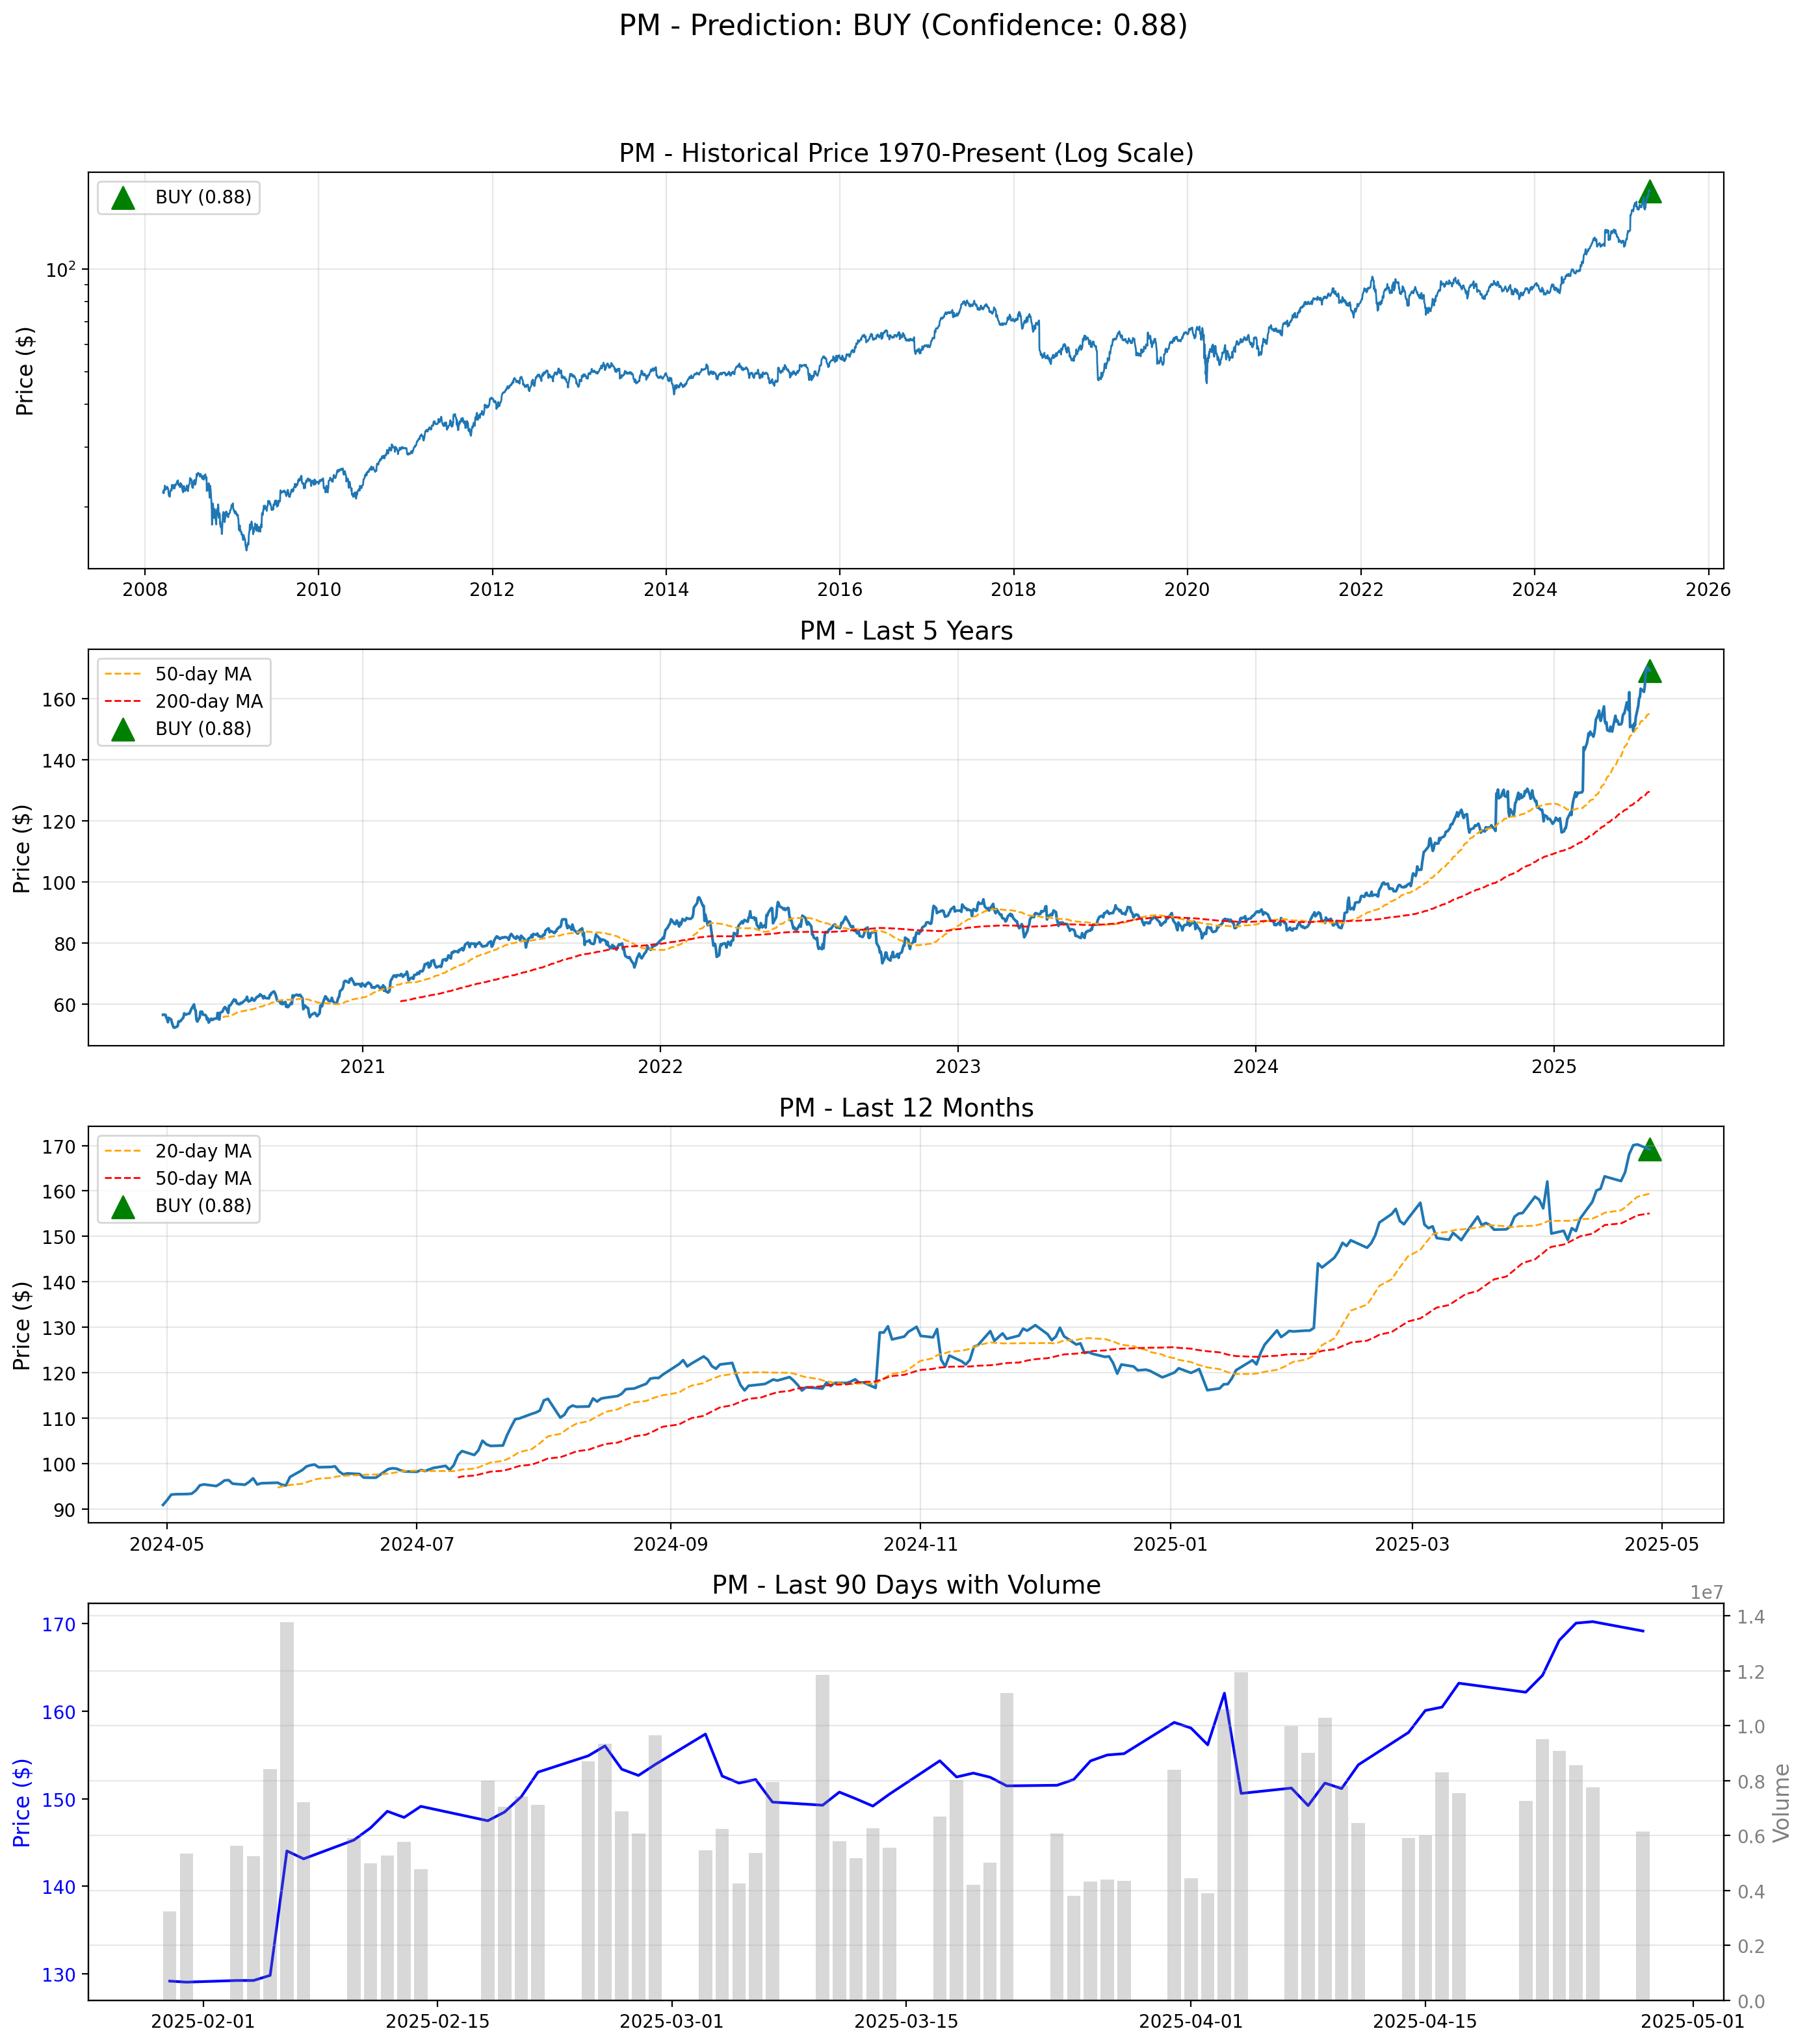 PM - Prediction: BUY (Confidence: 0.88)
PM - Historical Price 1970-Present (Log Scale)
BUY (0.88)
10²
Price ($)
2008 2010 2012 2014 2016 2018 2020 2022 2024 2026
PM - Last 5 Years
50-day MA
200-day MA
BUY (0.88)
160
140
120
100
80
60
Price ($)
2021 2022 2023 2024 2025
PM - Last 12 Months
20-day MA
50-day MA
BUY (0.88)
170
160
150
140
130
120
110
100
90
Price ($)
2024-05 2024-07 2024-09 2024-11 2025-01 2025-03 2025-05
PM - Last 90 Days with Volume
1e7
170
160
150
140
130
Price ($)
1.4
1.2
1.0
0.8
0.6
0.4
0.2
0.0
Volume
2025-02-01 2025-02-15 2025-03-01 2025-03-15 2025-04-01 2025-04-15 2025-05-01